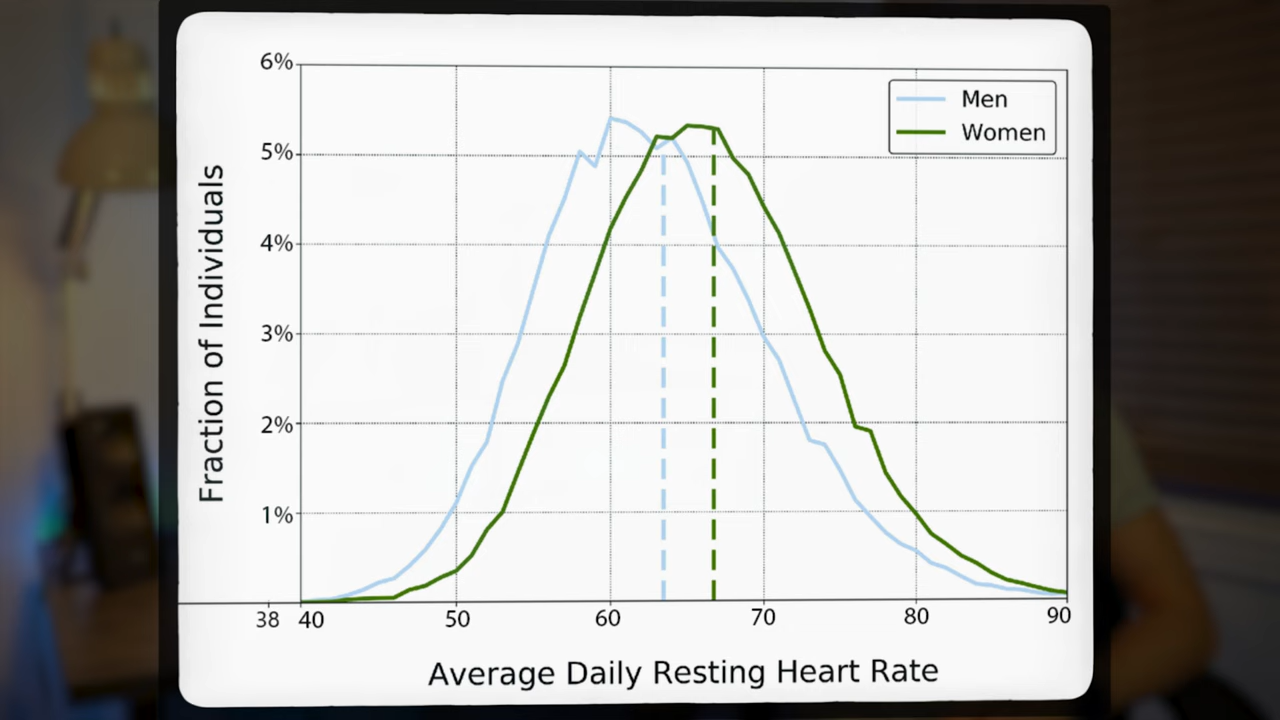 6%
5%
4%
3%
2%
1%
Fraction of Individuals
Men
Women
38 40 50 60 70 80 90
Average Daily Resting Heart Rate